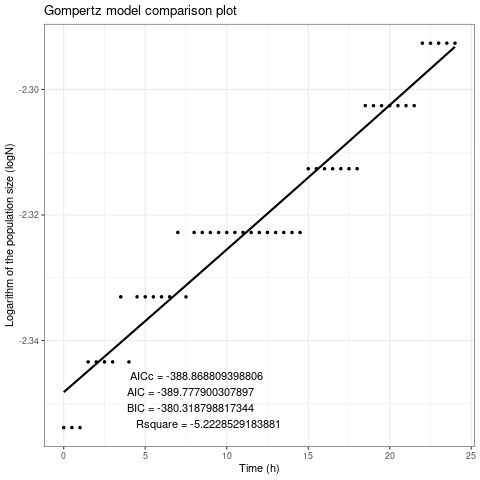 Gompertz model comparison plot
Logarithm of the population size (logN)
-2.30
-2.32
-2.34
AICc = -388.868809398806
AIC = -389.777900307897
BIC = -380.318798817344
Rsquare = -5.2228529183881
0 5 10 15 20 25
Time (h)